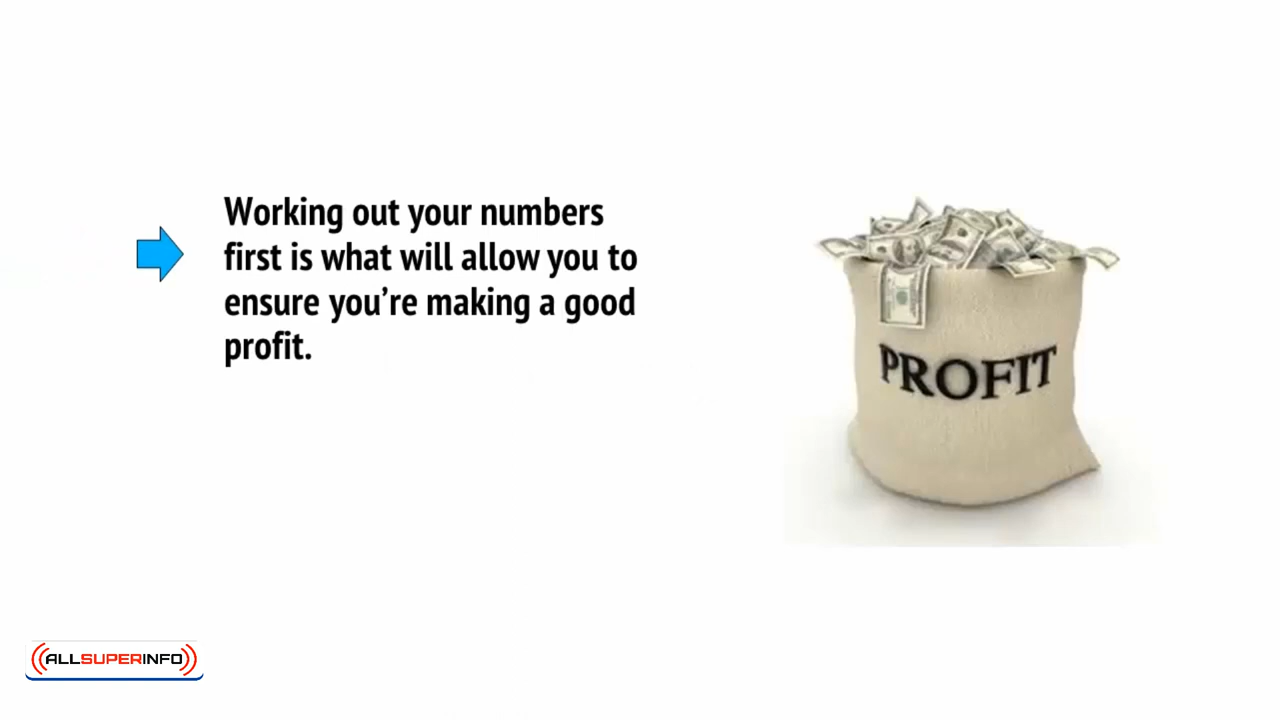 Working out your numbers
first is what will allow you to
ensure you’re making a good
profit.
PROFIT
ALLSUPERINFO